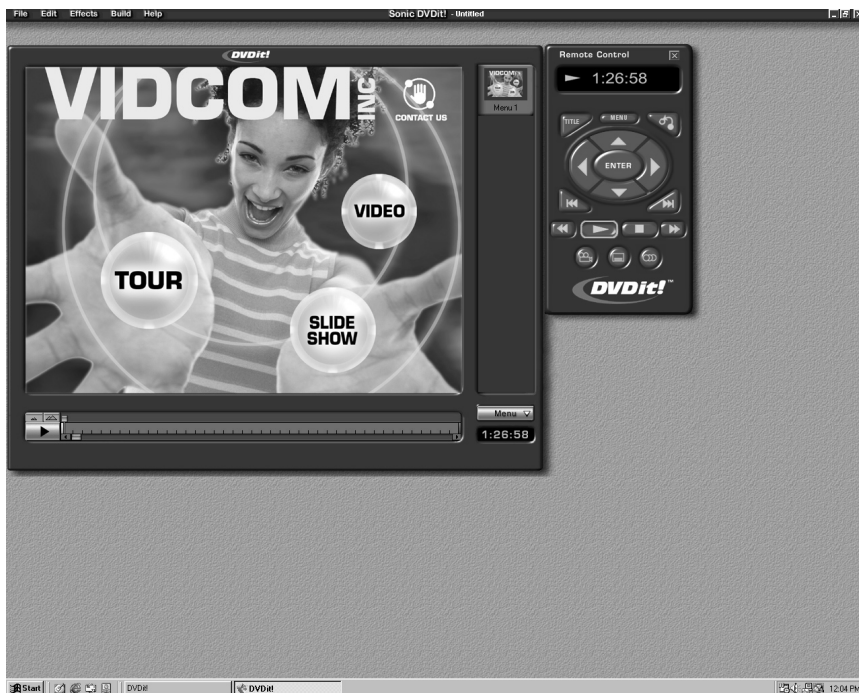 File Edit Effects Build Help
Sonic DVDit! - Untitled
DVDit!
VIDCOM INC
CONTACT US
VIDEO
TOUR
SLIDE
SHOW
Menu 1
Menu
1:26:58
Remote Control
1:26:58
TITLE
MENU
ENTER
DVDit!™
Start
DVDit!
DVDit!
12:04 PM